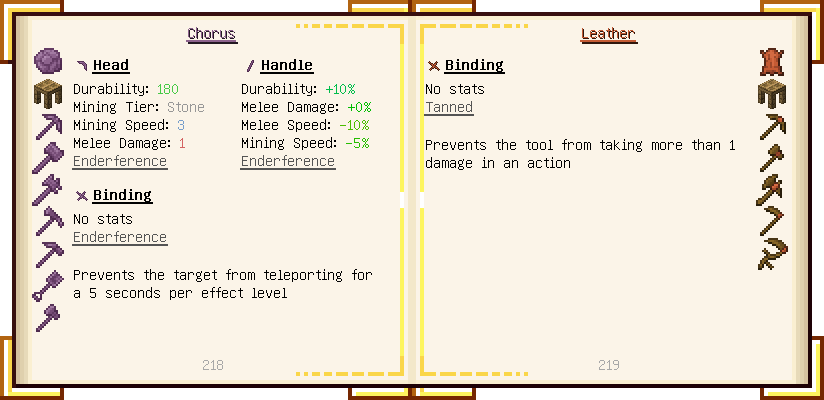 Chorus
Head
Durability: 180
Mining Tier: Stone
Mining Speed: 3
Melee Damage: 1
Enderference
Handle
Durability: +10%
Melee Damage: +0%
Melee Speed: -10%
Mining Speed: -5%
Enderference
Binding
No stats
Enderference
Prevents the target from teleporting for
a 5 seconds per effect level
218
Leather
Binding
No stats
Tanned
Prevents the tool from taking more than 1
damage in an action
219